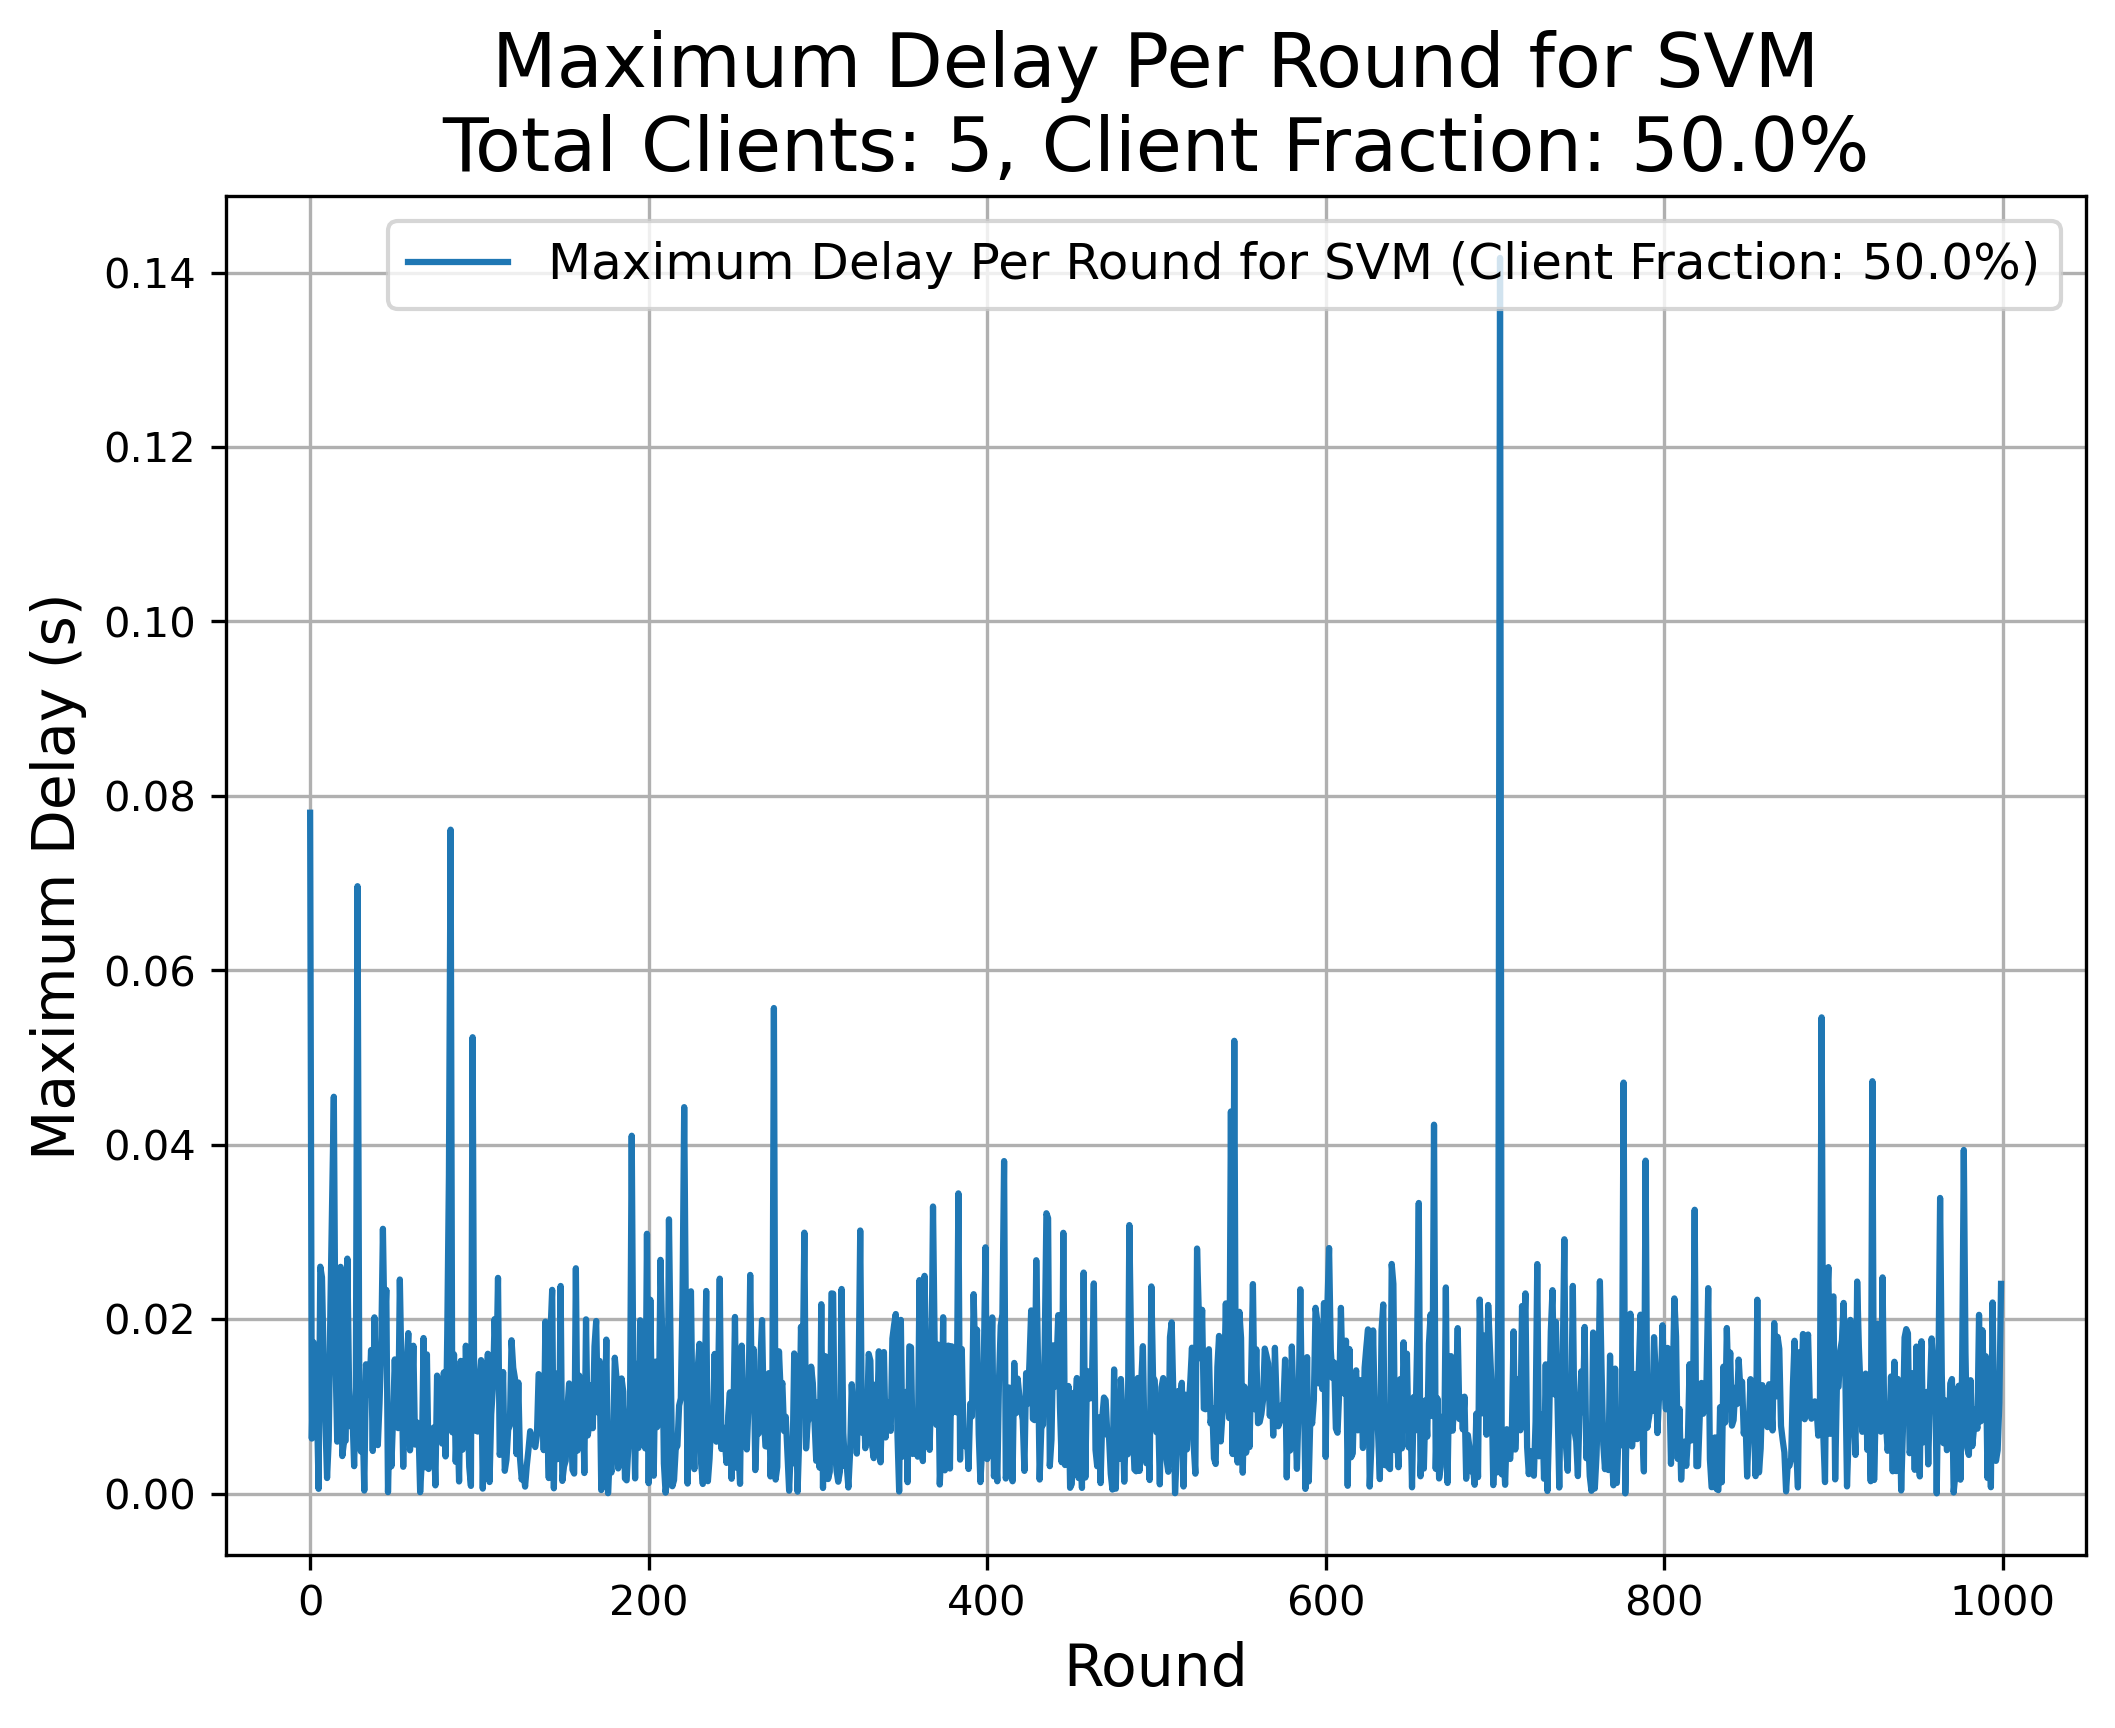 Maximum Delay Per Round for SVM
Total Clients: 5, Client Fraction: 50.0%
Maximum Delay Per Round for SVM (Client Fraction: 50.0%)
Maximum Delay (s)
0.14
0.12
0.10
0.08
0.06
0.04
0.02
0.00
0 200 400 600 800 1000
Round